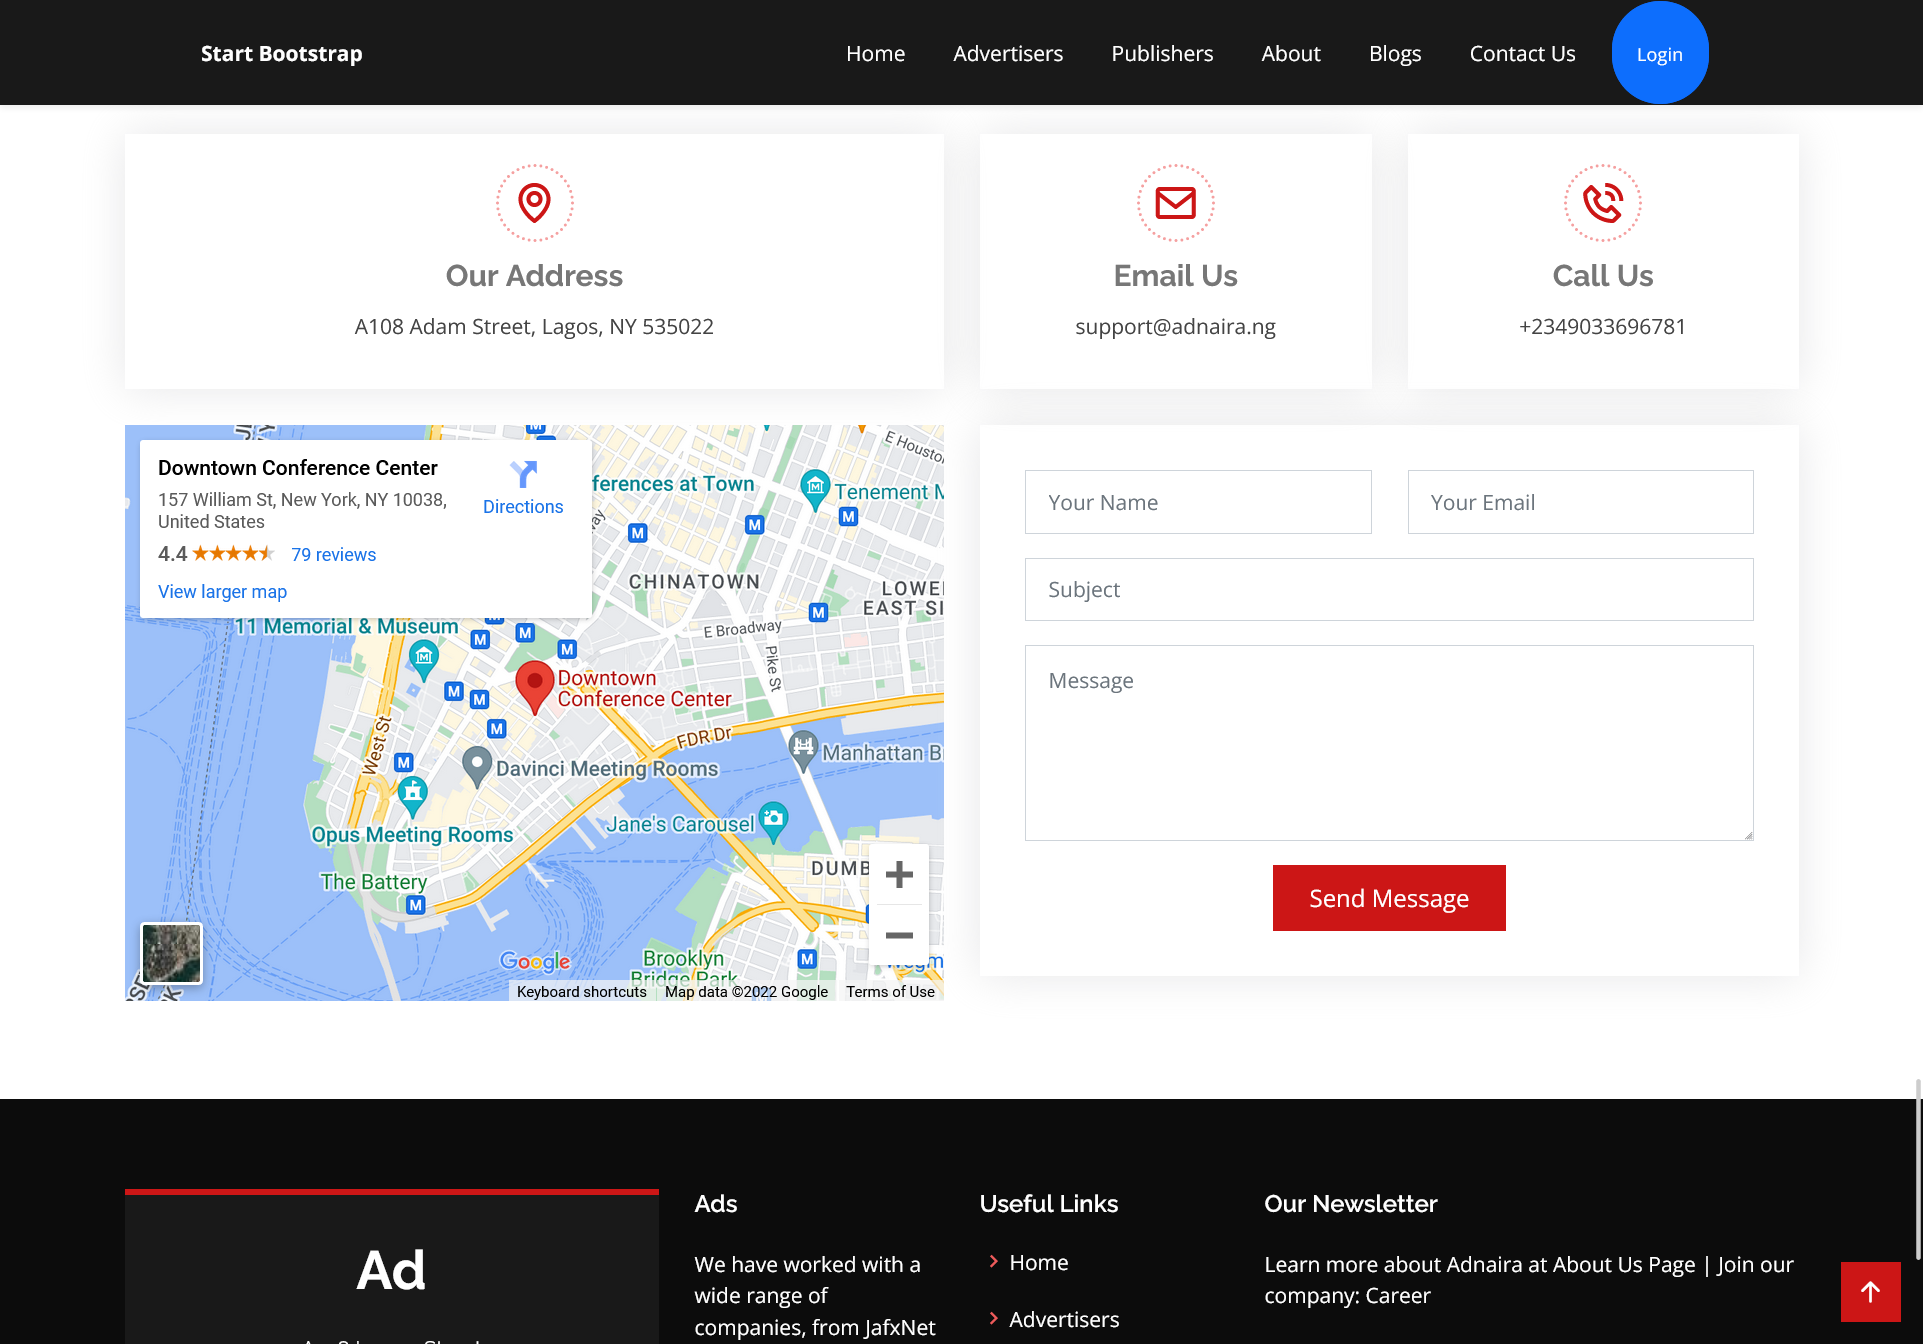 Start Bootstrap
Home
Advertisers
Publishers
About
Blogs
Contact Us
Login
Our Address
A108 Adam Street, Lagos, NY 535022
Email Us
support@adnaira.ng
Call Us
+2349033696781
Downtown Conference Center
157 William St, New York, NY 10038,
United States
Directions
4.4
79 reviews
View larger map
ferences at Town
E Houston
Tenement M
CHINATOWN
LOWE
EAST SI
11 Memorial & Museum
E Broadway
Pike St
Downtown
Conference Center
West St
FDR Dr
Manhattan B
Davinci Meeting Rooms
Jane's Carousel
Opus Meeting Rooms
DUMB
The Battery
Google
Brooklyn
Bridge Park
Keyboard shortcuts
Map data ©2022 Google
Terms of Use
Your Name
Your Email
Subject
Message
Send Message
Ad
Ads
We have worked with a
wide range of
companies, from JafxNet
Useful Links
Home
Advertisers
Our Newsletter
Learn more about Adnaira at About Us Page | Join our
company: Career